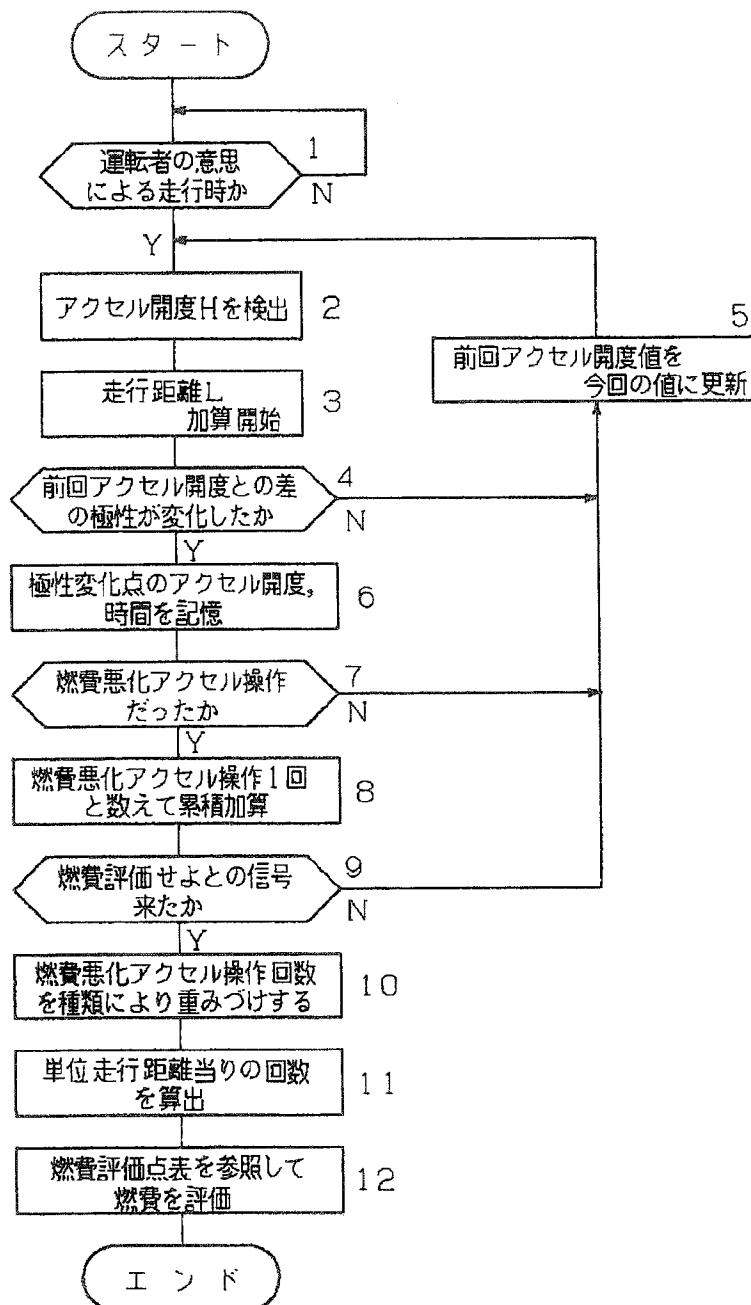 スタート
1
運転者の意思
による走行時か
N
Y
アクセル開度Hを検出
2
5
前回アクセル開度値を
今回の値に更新
走行距離L
加算開始
3
4
前回アクセル開度との差
の極性が変化したか
N
Y
極性変化点のアクセル開度,
時間を記憶
6
7
燃費悪化アクセル操作
だったか
N
Y
燃費悪化アクセル操作1回
と数えて累積加算
8
9
燃費評価せよとの信号
来たか
N
Y
燃費悪化アクセル操作回数
を種類により重みづけする
10
単位走行距離当りの回数
を算出
11
燃費評価点表を参照して
燃費を評価
12
エンド